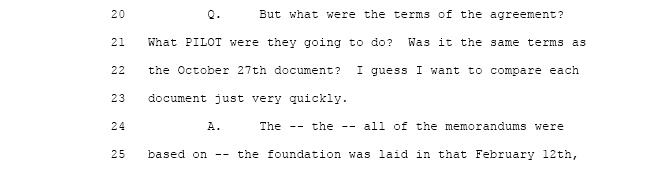 20 Q. But what were the terms of the agreement?
21 What PILOT were they going to do? Was it the same terms as
22 the October 27th document? I guess I want to compare each
23 document just very quickly.
24 A. The -- the -- all of the memorandums were
25 based on -- the foundation was laid in that February 12th,